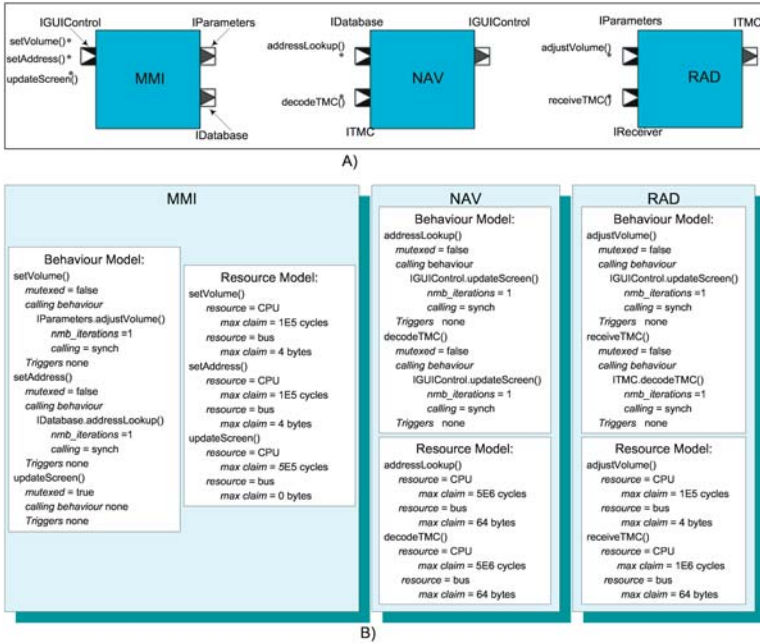 IGUIControl
IParameters
setVolume()*
setAddress()*
updateScreen()*
MMI
IDatabase
IDatabase
IGUIControl
addressLookup()*
NAV
decodeTMC()*
ITMC
IParameters
ITMC
adjustVolume()*
RAD
receiveTMC()*
IReceiver
A)
MMI
Behaviour Model:
setVolume()
mutexed = false
calling behaviour
IParameters.adjustVolume()
nmb_iterations =1
calling = synch
Triggers none
setAddress()
mutexed = false
calling behaviour
IDatabase.addressLookup()
nmb_iterations =1
calling = synch
Triggers none
updateScreen()
mutexed = true
calling behaviour none
Triggers none
Resource Model:
setVolume()
resource = CPU
max claim = 1E5 cycles
resource = bus
max claim = 4 bytes
setAddress()
resource = CPU
max claim = 1E5 cycles
resource = bus
max claim = 4 bytes
updateScreen()
resource = CPU
max claim = 5E5 cycles
resource = bus
max claim = 0 bytes
NAV
Behaviour Model:
addressLookup()
mutexed = false
calling behaviour
IGUIControl.updateScreen()
nmb_iterations = 1
calling = synch
Triggers none
decodeTMC()
mutexed = false
calling behaviour
IGUIControl.updateScreen()
nmb_iterations = 1
calling = synch
Triggers none
Resource Model:
addressLookup()
resource = CPU
max claim = 5E6 cycles
resource = bus
max claim = 64 bytes
decodeTMC()
resource = CPU
max claim = 5E6 cycles
resource = bus
max claim = 64 bytes
RAD
Behaviour Model:
adjustVolume()
mutexed = false
calling behaviour
IGUIControl.updateScreen()
nmb_iterations =1
calling = synch
Triggers none
receiveTMC()
mutexed = false
calling behaviour
ITMC.decodeTMC()
nmb_iterations =1
calling = synch
Triggers none
Resource Model:
adjustVolume()
resource = CPU
max claim = 1E5 cycles
resource = bus
max claim = 4 bytes
receiveTMC()
resource = CPU
max claim = 1E6 cycles
resource = bus
max claim = 64 bytes
B)